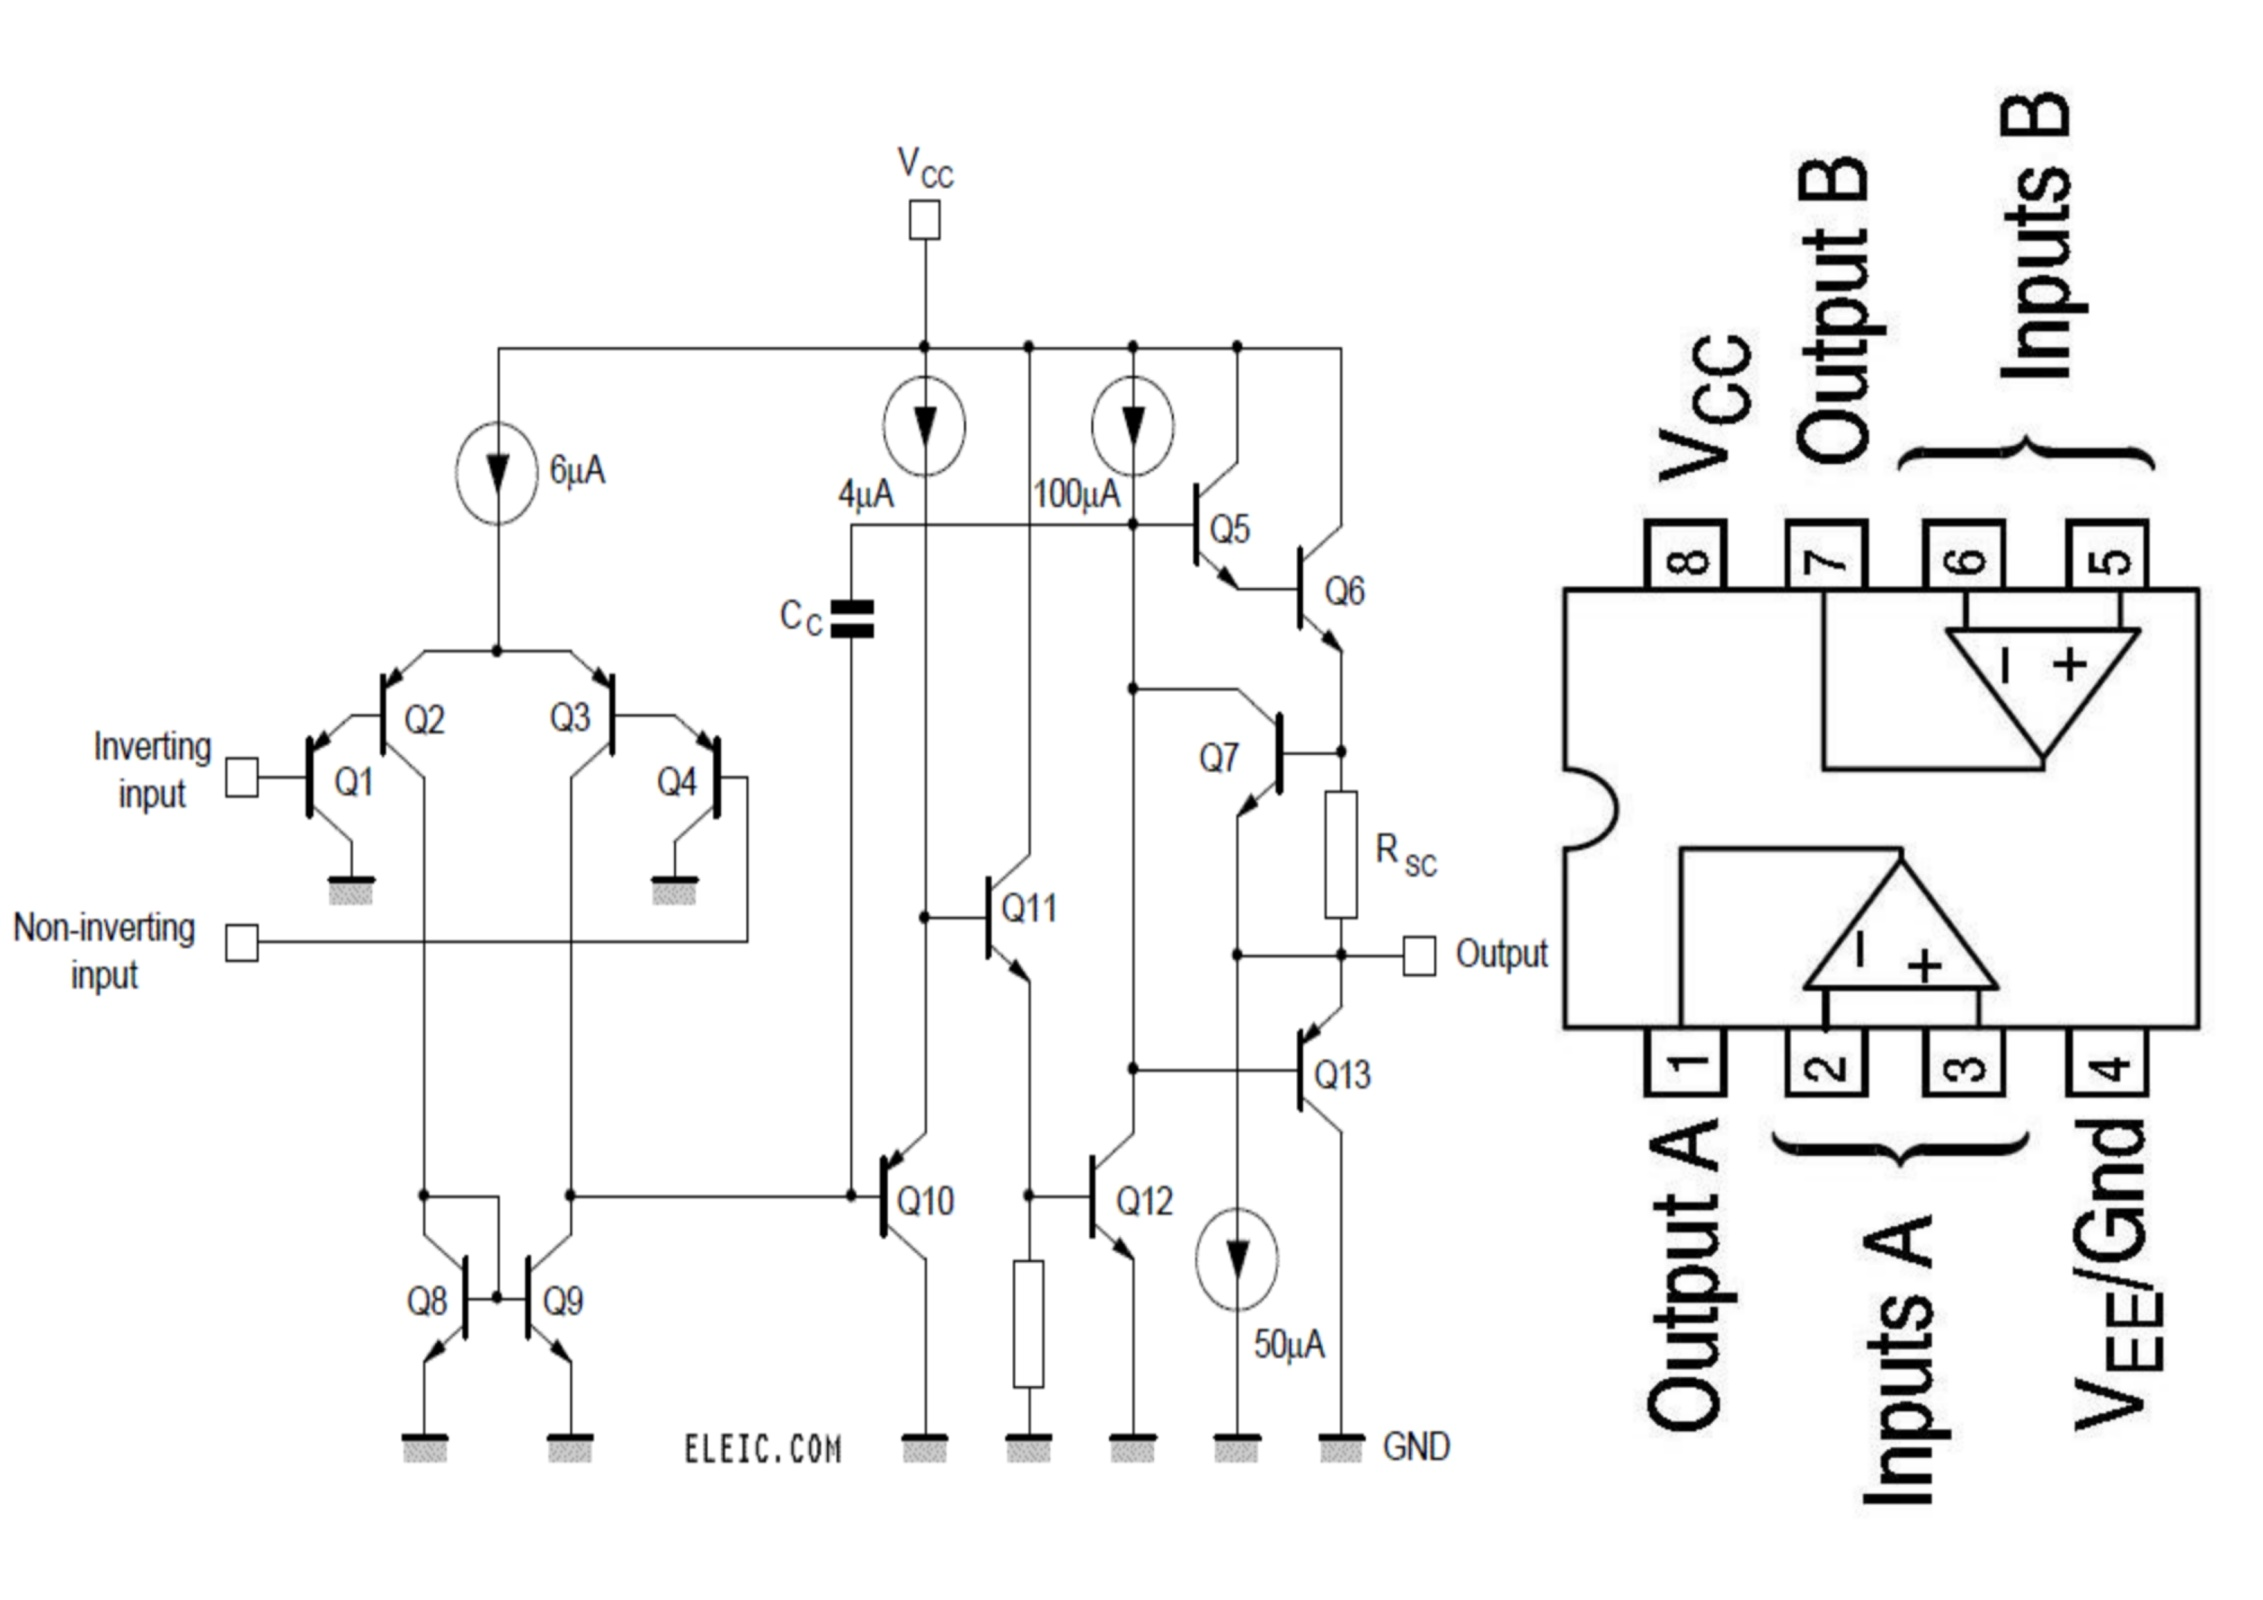 V CC
6µA
4µA
100µA
Q5
Q6
C C
Q2
Q3
Inverting
input
Q1
Q4
Q7
R SC
Q11
Non-inverting
input
Output
Q13
Q10
Q12
Q8
Q9
50µA
ELEIC.COM
GND
VCC
Output B
Inputs B
8
7
6
5
− +
− +
1
2
3
4
Output A
Inputs A
VEE/Gnd